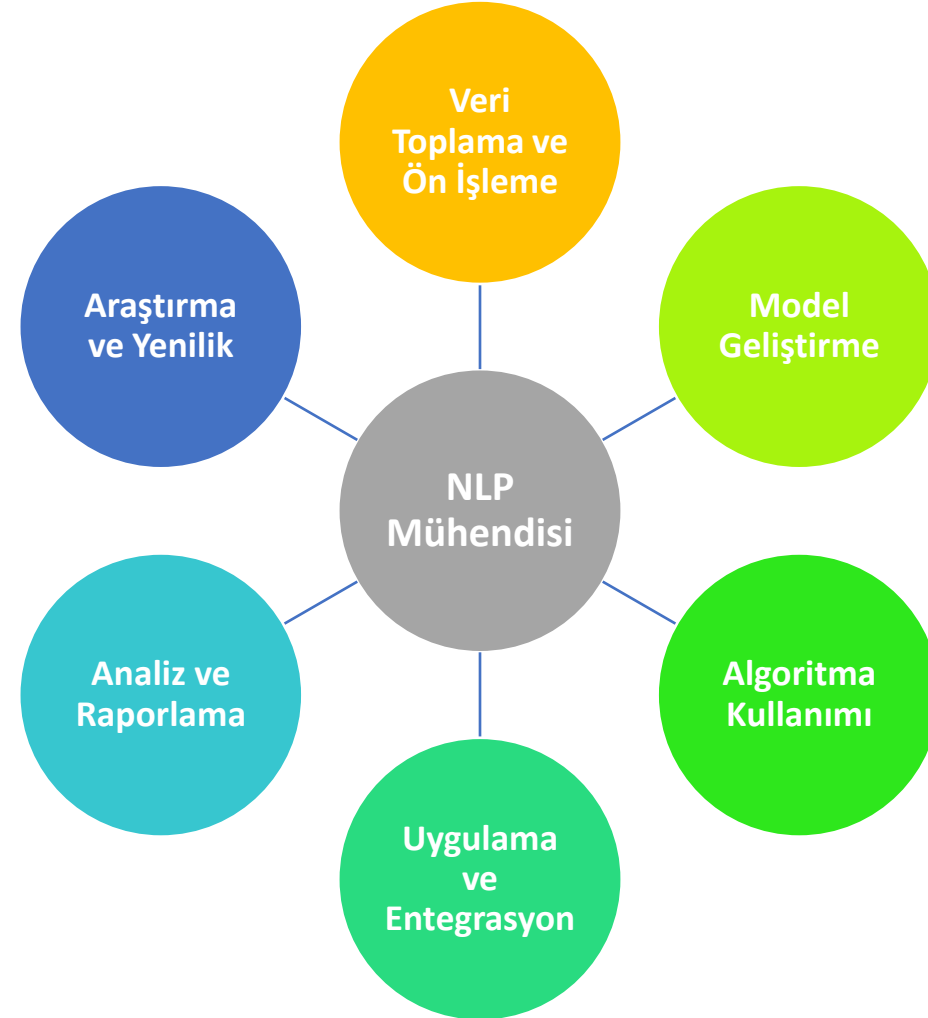 Veri
Toplama ve
Ön İşleme
Model
Geliştirme
Algoritma
Kullanımı
Uygulama
ve
Entegrasyon
Analiz ve
Raporlama
Araştırma
ve Yenilik
NLP
Mühendisi